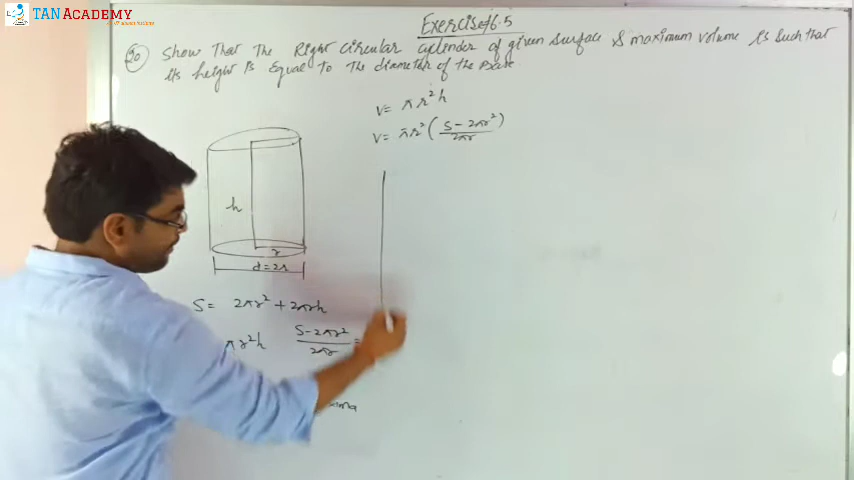 TAN ACADEMY
Exercise 6.5
20 Show That The Right Circular cylender of given surface & maximum volume is such that
its height is Equal To The diameter of the Base
V = πr²h
V = πr² (S - 2πr² / 2πr)
h
r
d = 2r
S = 2πr² + 2πrh
πr²h S - 2πr² / 2πr =